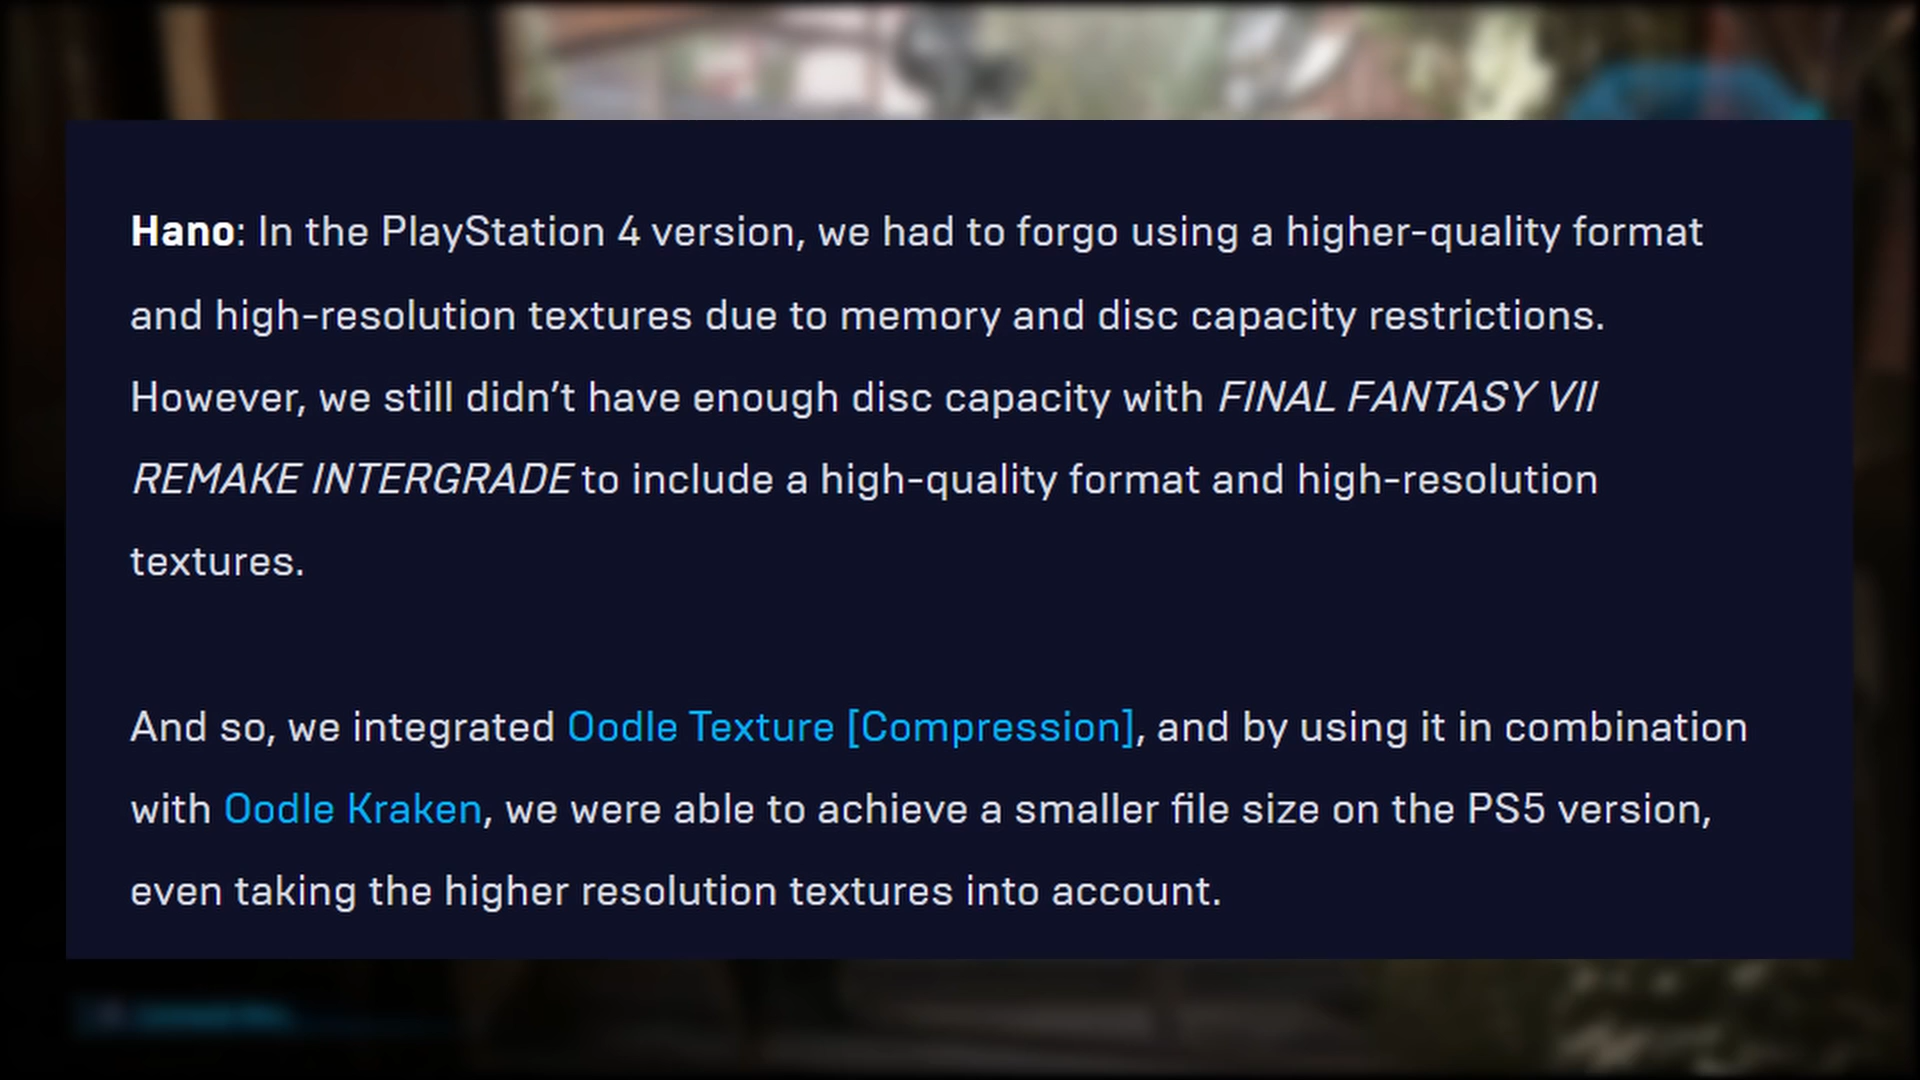 Hano: In the PlayStation 4 version, we had to forgo using a higher-quality format
and high-resolution textures due to memory and disc capacity restrictions.
However, we still didn’t have enough disc capacity with FINAL FANTASY VII
REMAKE INTERGRADE to include a high-quality format and high-resolution
textures.
And so, we integrated Oodle Texture [Compression], and by using it in combination
with Oodle Kraken, we were able to achieve a smaller file size on the PS5 version,
even taking the higher resolution textures into account.